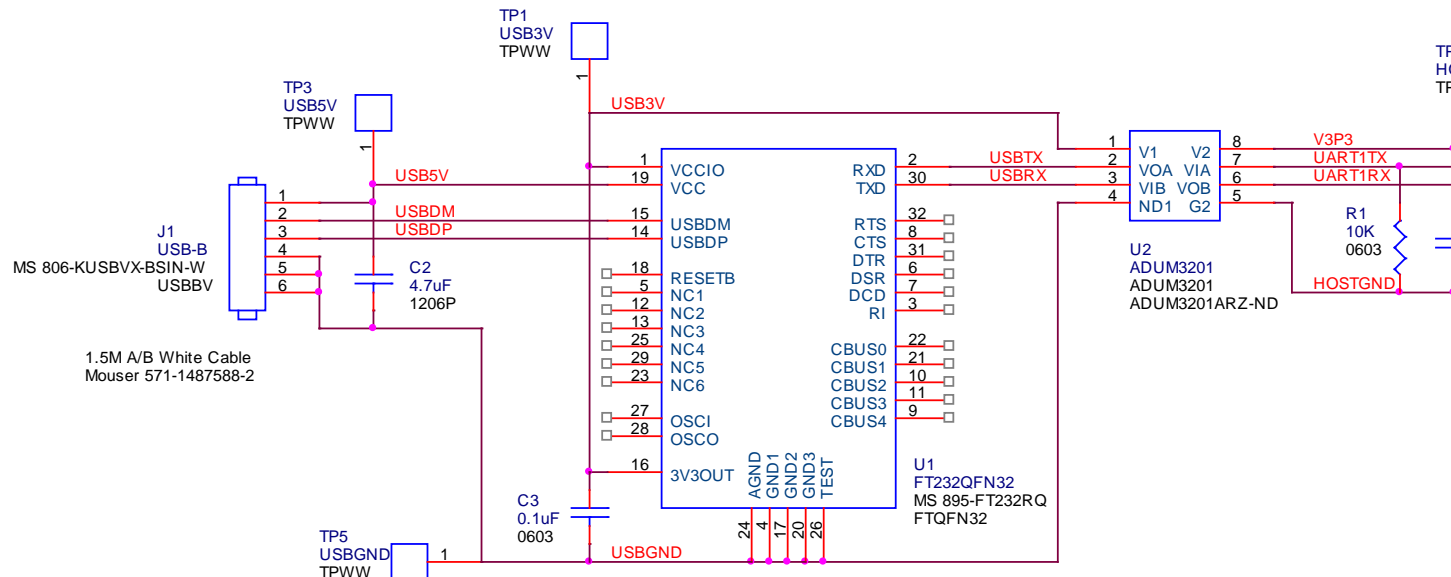 TP1
USB3V
TPWW
1
TP3
USB5V
TPWW
1
TP
HO
TP
USB3V
USB5V
USBDM
USBDP
J1
USB-B
MS 806-KUSBVX-BSIN-W
USBBV
1
2
3
4
5
6
1.5M A/B White Cable
Mouser 571-1487588-2
C2
4.7uF
1206P
1 VCCIO
19 VCC
15 USBDM
14 USBDP
18 RESETB
5 NC1
12 NC2
13 NC3
25 NC4
29 NC5
23 NC6
27 OSCI
28 OSCO
16 3V3OUT
RXD 2
TXD 30
RTS 32
CTS 8
DTR 31
DSR 6
DCD 7
RI 3
CBUS0 22
CBUS1 21
CBUS2 10
CBUS3 11
CBUS4 9
AGND 24
GND1 4
GND2 17
GND3 20
TEST 26
U1
FT232QFN32
MS 895-FT232RQ
FTQFN32
C3
0.1uF
0603
TP5
USBGND
TPWW
1
USBGND
USBTX
USBRX
1 V1
2 VOA
3 VIB
4 ND1
V2 8
VIA 7
VOB 6
G2 5
U2
ADUM3201
ADUM3201
ADUM3201ARZ-ND
V3P3
UART1TX
UART1RX
HOSTGND
R1
10K
0603